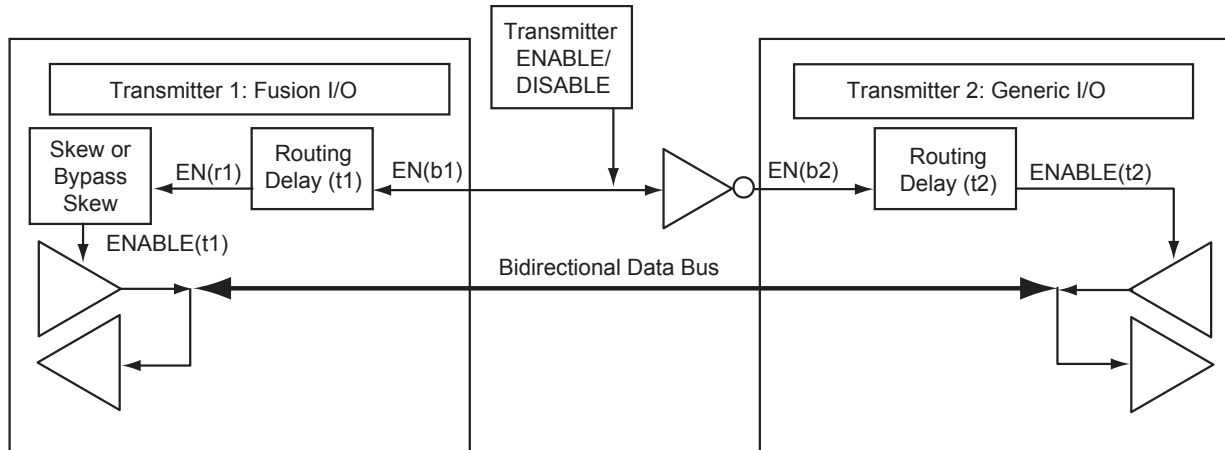 Transmitter
ENABLE/
DISABLE
Transmitter 1: Fusion I/O
Transmitter 2: Generic I/O
Skew or
Bypass
Skew
EN(r1)
Routing
Delay (t1)
EN(b1)
EN(b2)
Routing
Delay (t2)
ENABLE(t2)
ENABLE(t1)
Bidirectional Data Bus